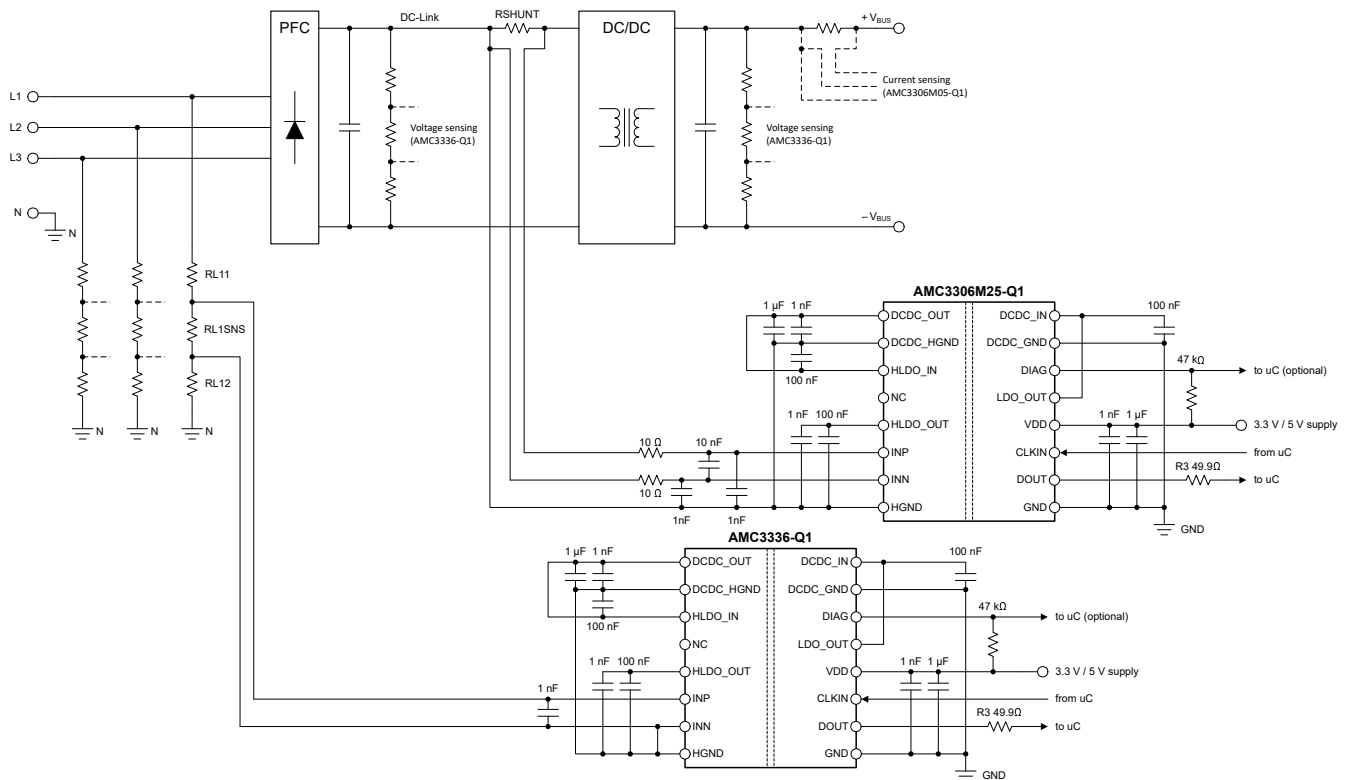 PFC
DC-Link
RSHUNT
DC/DC
+ VBUS
Current sensing
(AMC3306M05-Q1)
L1
L2
L3
N
N
Voltage sensing
(AMC3336-Q1)
Voltage sensing
(AMC3336-Q1)
– VBUS
RL11
RL1SNS
RL12
N
N
N
AMC3306M25-Q1
1 µF
1 nF
100 nF
DCDC_OUT
DCDC_HGND
HLDO_IN
NC
HLDO_OUT
INP
INN
HGND
1 nF
100 nF
10 Ω
10 nF
10 Ω
1nF
1nF
DCDC_IN
DCDC_GND
DIAG
LDO_OUT
VDD
CLKIN
DOUT
GND
100 nF
47 kΩ
to uC (optional)
1 nF
1 µF
3.3 V / 5 V supply
from uC
R3 49.9Ω
to uC
GND
AMC3336-Q1
1 µF
1 nF
100 nF
DCDC_OUT
DCDC_HGND
HLDO_IN
NC
HLDO_OUT
INP
INN
HGND
1 nF
100 nF
1 nF
DCDC_IN
DCDC_GND
DIAG
LDO_OUT
VDD
CLKIN
DOUT
GND
100 nF
47 kΩ
to uC (optional)
1 nF
1 µF
3.3 V / 5 V supply
from uC
R3 49.9Ω
to uC
GND